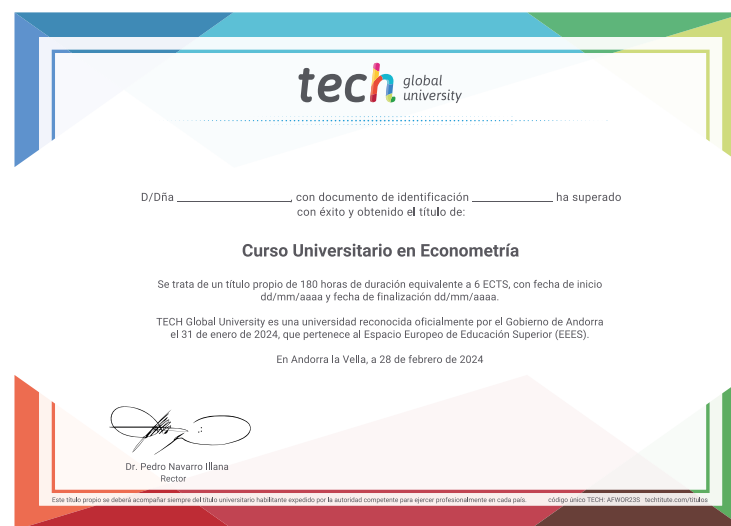 tech global university
D/Dña ____________, con documento de identificación ____________ ha superado
con éxito y obtenido el título de:
Curso Universitario en Econometría
Se trata de un título propio de 180 horas de duración equivalente a 6 ECTS, con fecha de inicio
dd/mm/aaaa y fecha de finalización dd/mm/aaaa.
TECH Global University es una universidad reconocida oficialmente por el Gobierno de Andorra
el 31 de enero de 2024, que pertenece al Espacio Europeo de Educación Superior (EEES).
En Andorra la Vella, a 28 de febrero de 2024
Dr. Pedro Navarro Illana
Rector
Este título propio se deberá acompañar siempre del título universitario habilitante expedido por la autoridad competente para ejercer profesionalmente en cada país. código único TECH: AFWOR23S techtitute.com/titulos